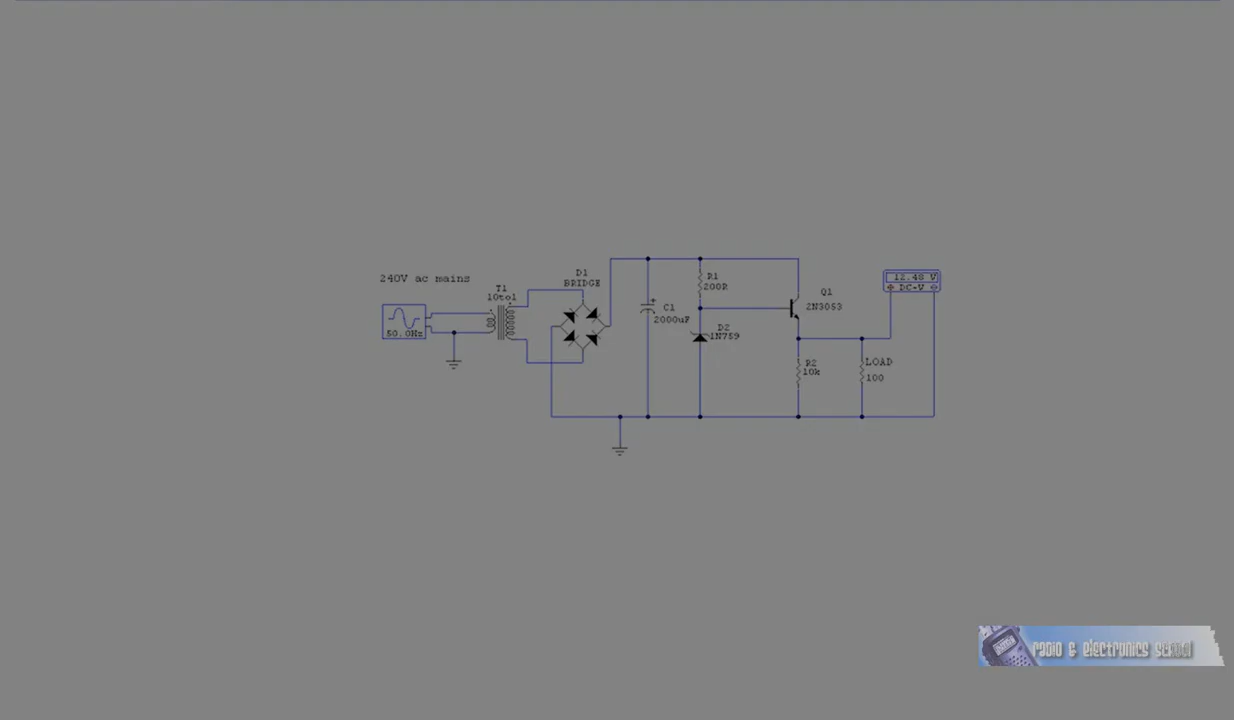 240V ac mains
50.0Hz
T1
10to1
D1
BRIDGE
C1
2000uF
R1
200R
D2
1N759
Q1
2N3053
R2
10k
LOAD
100
12.48 V
DC-V
radio & electronics school